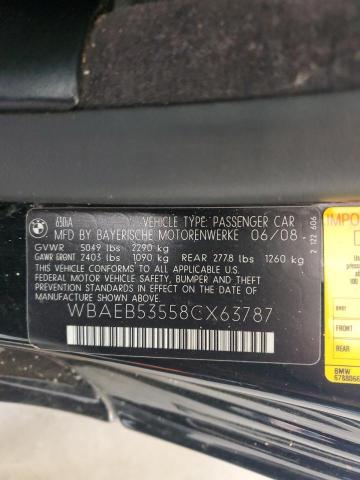 BMW
650iA VEHICLE TYPE: PASSENGER CAR
MFD BY BAYERISCHE MOTORENWERKE 06/08
GVWR 5049 lbs 2290 kg
GAWR FRONT 2403 lbs 1090 kg REAR 2778 lbs 1260 kg
THIS VEHICLE CONFORMS TO ALL APPLICABLE
FEDERAL MOTOR VEHICLE SAFETY, BUMPER AND THEFT
PREVENTION STANDARDS IN EFFECT ON THE DATE OF
MANUFACTURE SHOWN ABOVE.
WBAEB53558CX63787
2 122 606
IMPO
100
REAR
BMW